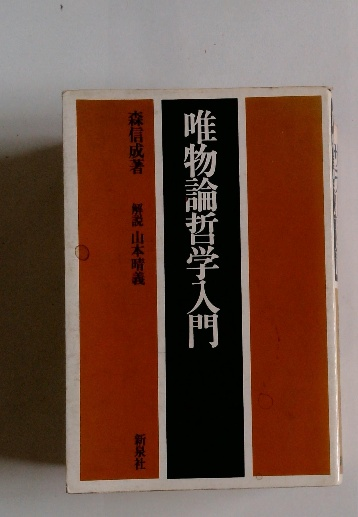 唯物論哲学入門
森信成著
解説 山本晴義
新泉社